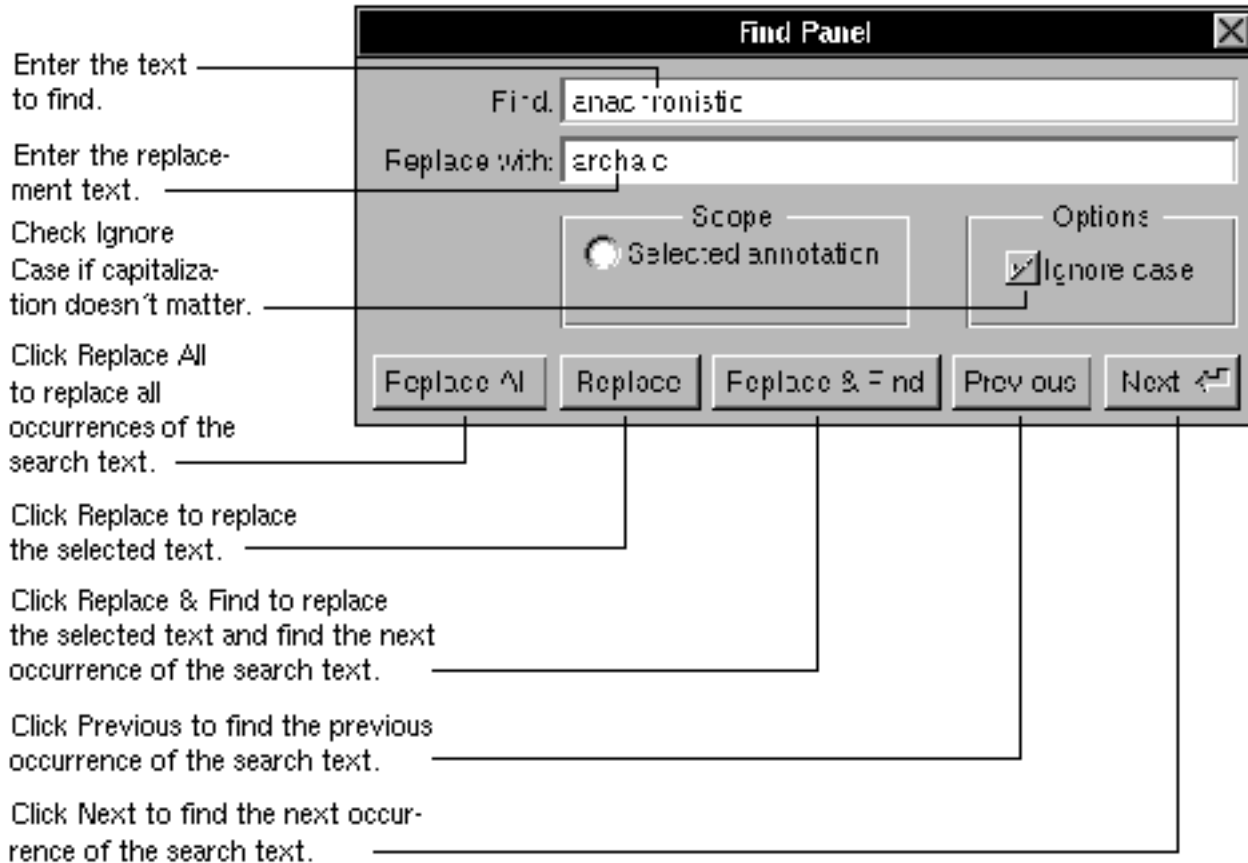 Find Panel
Enter the text
to find.
Find:
anachronistic
Enter the replace-
ment text.
Replace with:
archaic
Check Ignore
Case if capitaliza-
tion doesn't matter.
Scope
Selected annotation
Options
Ignore case
Click Replace All
to replace all
occurrences of the
search text.
Replace All
Replace
Replace & Find
Previous
Next
Click Replace to replace
the selected text.
Click Replace & Find to replace
the selected text and find the next
occurrence of the search text.
Click Previous to find the previous
occurrence of the search text.
Click Next to find the next occur-
rence of the search text.